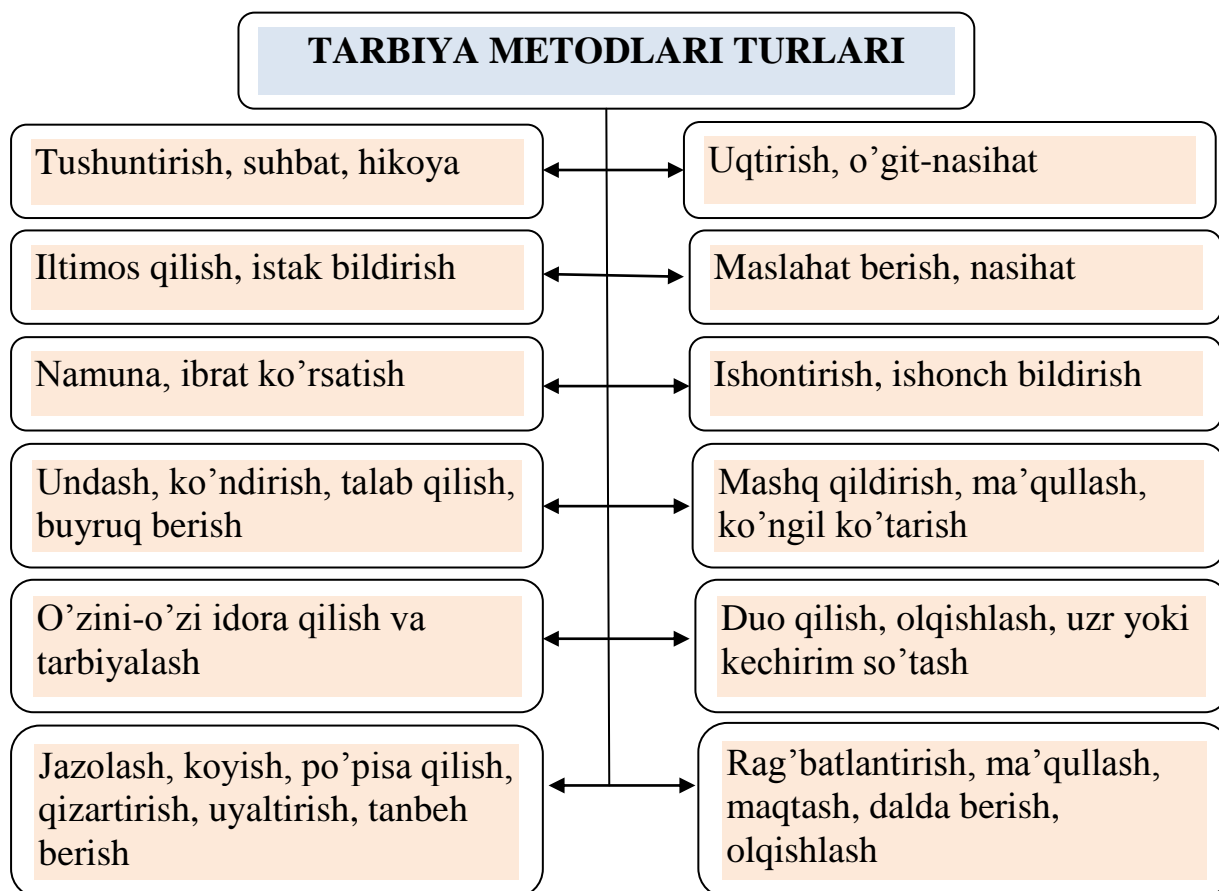 TARBIYA METODLARI TURLARI
Tushuntirish, suhbat, hikoya
Uqtirish, o’git-nasihat
Iltimos qilish, istak bildirish
Maslahat berish, nasihat
Namuna, ibrat ko’rsatish
Ishontirish, ishonch bildirish
Undash, ko’ndirish, talab qilish,
buyruq berish
Mashq qildirish, ma’qullash,
ko’ngil ko’tarish
O’zini-o’zi idora qilish va
tarbiyalash
Duo qilish, olqishlash, uzr yoki
kechirim so’tash
Jazolash, koyish, po’pisa qilish,
qizartirish, uyaltirish, tanbeh
berish
Rag’batlantirish, ma’qullash,
maqtash, dalda berish,
olqishlash